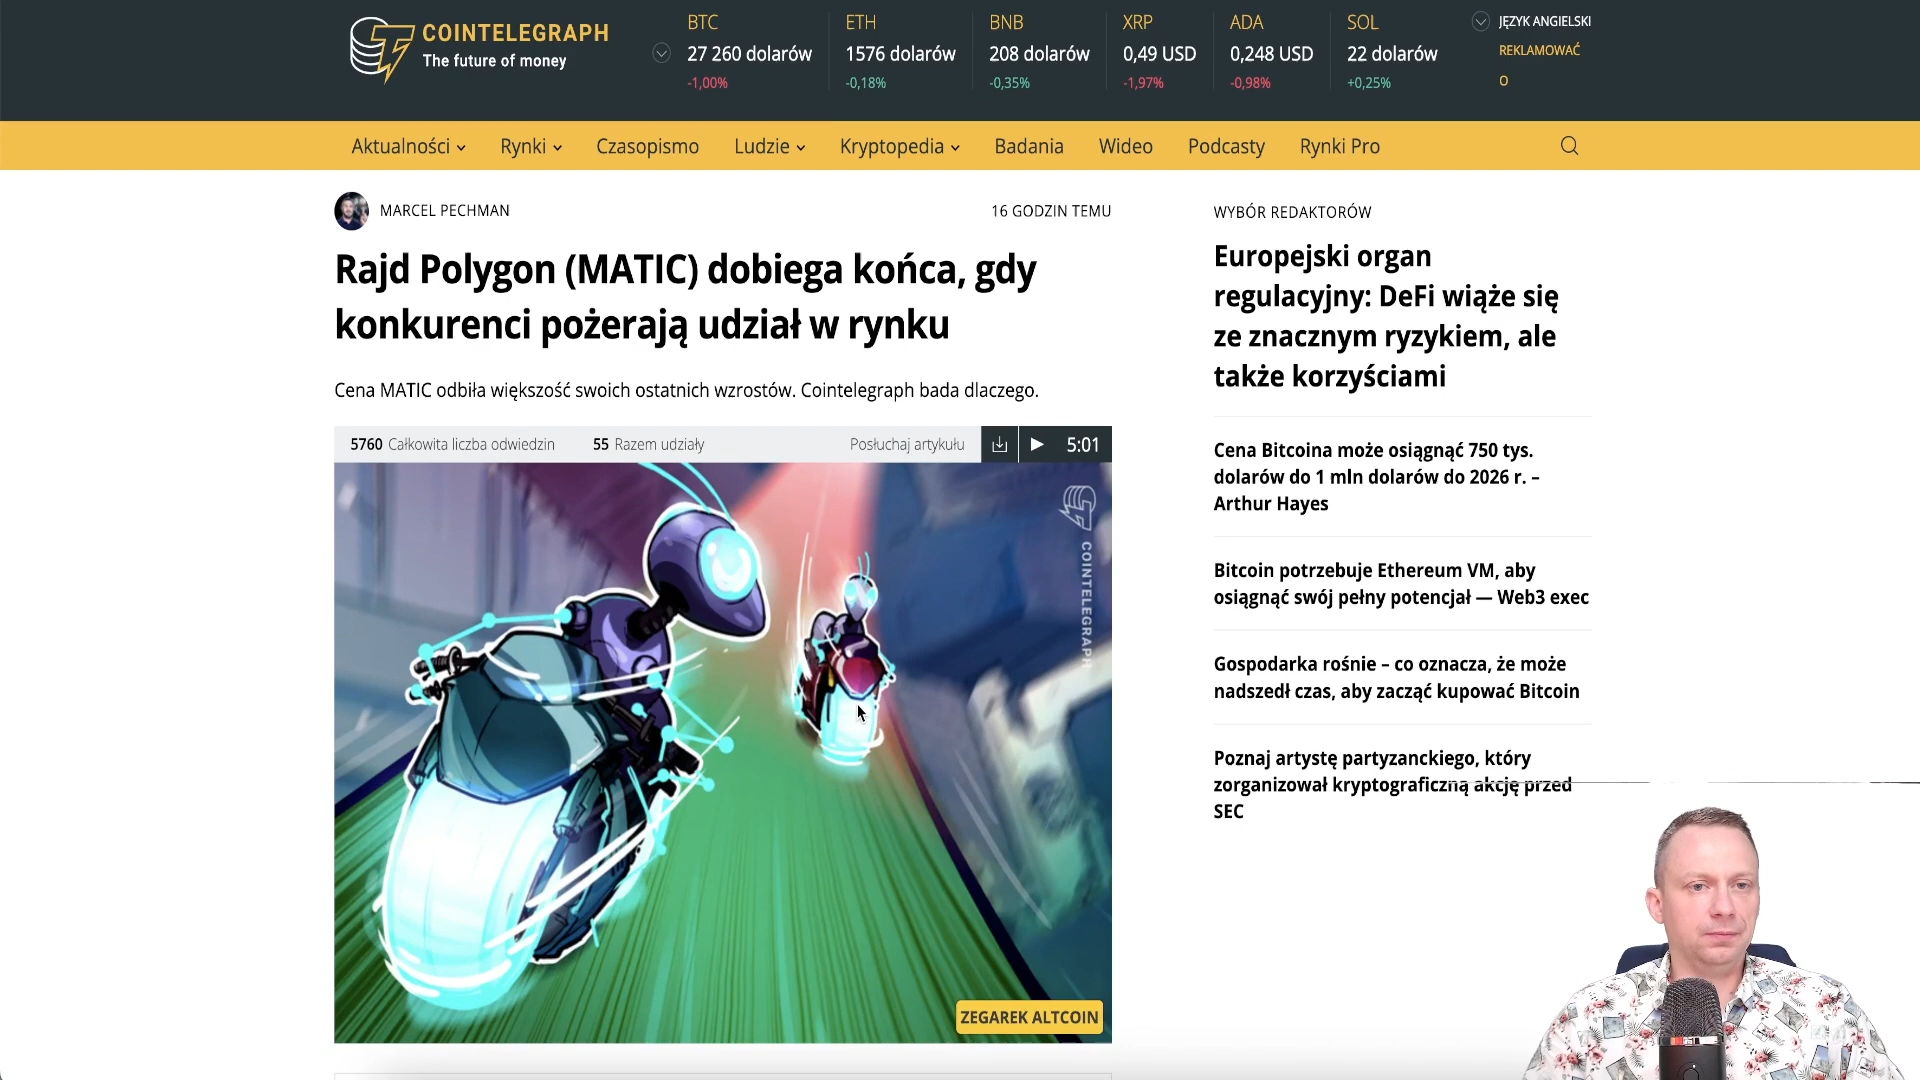 COINTELEGRAPH
The future of money
BTC
27 260 dolarów
-1,00%
ETH
1576 dolarów
-0,18%
BNB
208 dolarów
-0,35%
XRP
0,49 USD
-1,97%
ADA
0,248 USD
-0,98%
SOL
22 dolarów
+0,25%
JĘZYK ANGIELSKI
REKLAMOWAĆ
O
Aktualności
Rynki
Czasopismo
Ludzie
Kryptopedia
Badania
Wideo
Podcasty
Rynki Pro
MARCEL PECHMAN
16 GODZIN TEMU
Rajd Polygon (MATIC) dobiega końca, gdy
konkurenci pożerają udział w rynku
Cena MATIC odbiła większość swoich ostatnich wzrostów. Cointelegraph bada dlaczego.
5760 Całkowita liczba odwiedzin
55 Razem udziały
Posłuchaj artykułu
5:01
COINTELEGRAPH
ZEGAREK ALTCOIN
WYBÓR REDAKTORÓW
Europejski organ
regulacyjny: DeFi wiąże się
ze znacznym ryzykiem, ale
także korzyściami
Cena Bitcoina może osiągnąć 750 tys.
dolarów do 1 mln dolarów do 2026 r. –
Arthur Hayes
Bitcoin potrzebuje Ethereum VM, aby
osiągnąć swój pełny potencjał — Web3 exec
Gospodarka rośnie – co oznacza, że może
nadszedł czas, aby zacząć kupować Bitcoin
Poznaj artystę partyzanckiego, który
zorganizował kryptograficzną akcję przed
SEC